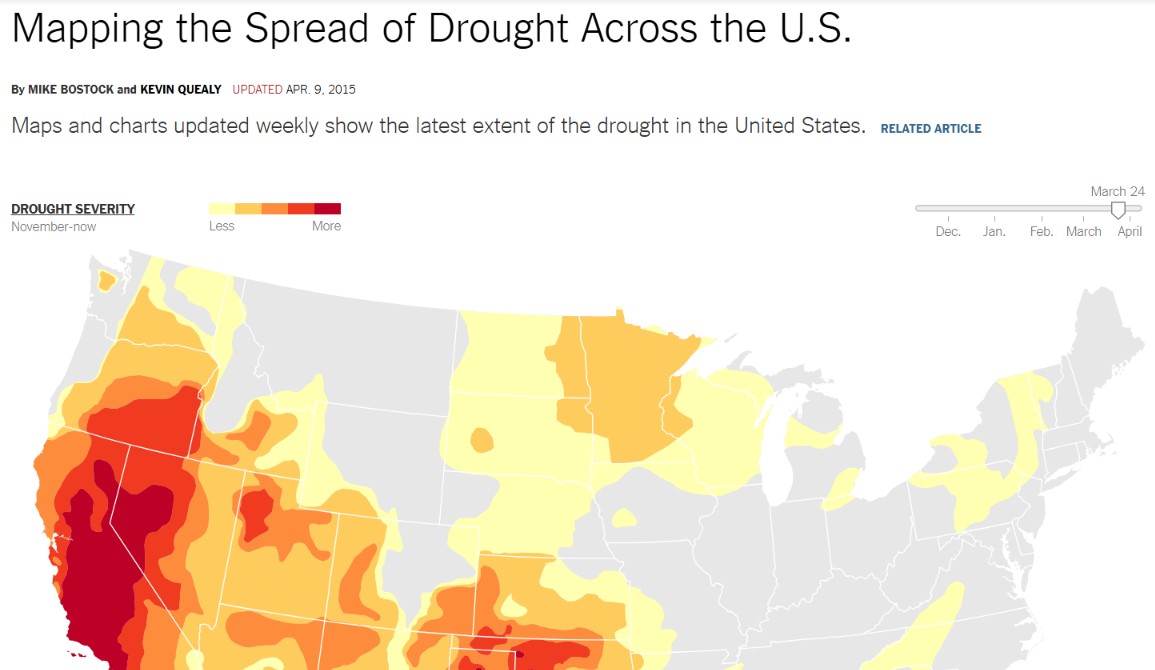 Mapping the Spread of Drought Across the U.S.
By MIKE BOSTOCK and KEVIN QUEALY UPDATED APR. 9, 2015
Maps and charts updated weekly show the latest extent of the drought in the United States. RELATED ARTICLE
March 24
DROUGHT SEVERITY
November-now
Less More
Dec. Jan. Feb. March April